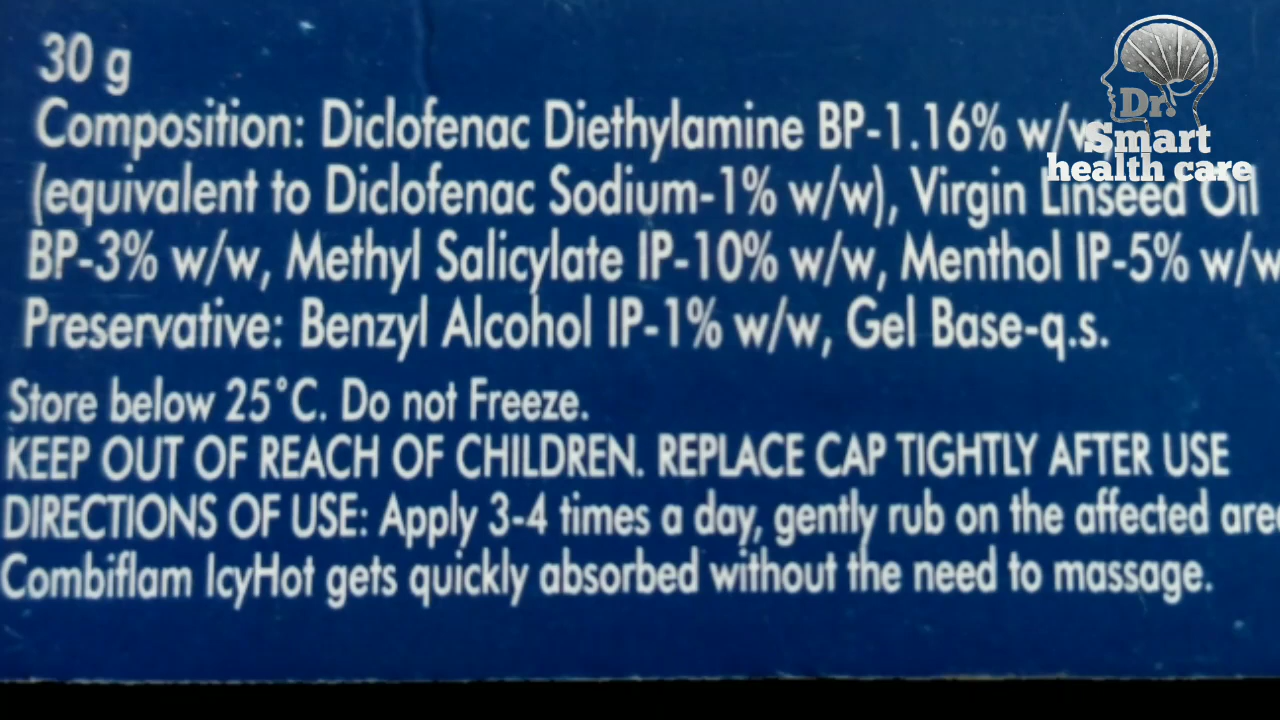 30 g
Composition: Diclofenac Diethylamine BP-1.16% w/w
(equivalent to Diclofenac Sodium-1% w/w), Virgin Linseed Oil
BP-3% w/w, Methyl Salicylate IP-10% w/w, Menthol IP-5% w/w
Preservative: Benzyl Alcohol IP-1% w/w, Gel Base-q.s.
Store below 25°C. Do not Freeze.
KEEP OUT OF REACH OF CHILDREN. REPLACE CAP TIGHTLY AFTER USE
DIRECTIONS OF USE: Apply 3-4 times a day, gently rub on the affected
Combiflam IcyHot gets quickly absorbed without the need to massage.
Dr.
Smart
health care